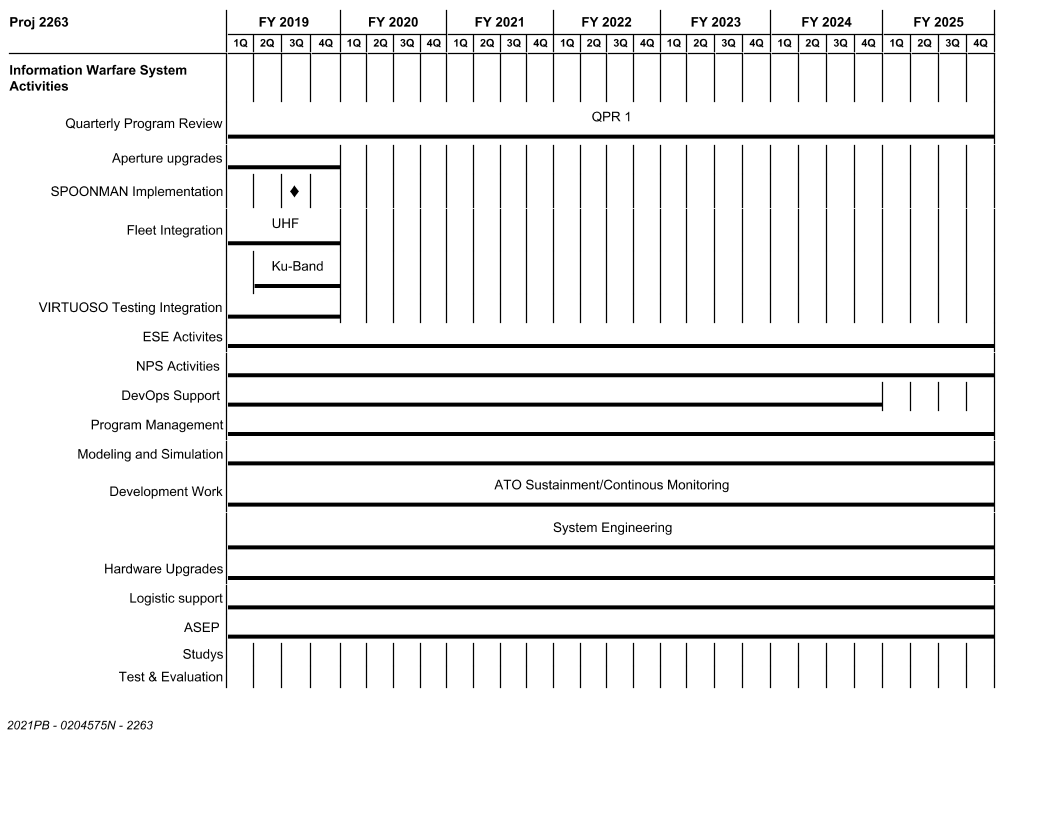 Proj 2263 FY 2019 FY 2020 FY 2021 FY 2022 FY 2023 FY 2024 FY 2025
1Q 2Q 3Q 4Q 1Q 2Q 3Q 4Q 1Q 2Q 3Q 4Q 1Q 2Q 3Q 4Q 1Q 2Q 3Q 4Q 1Q 2Q 3Q 4Q 1Q 2Q 3Q 4Q
Information Warfare System
Activities
QPR 1
Quarterly Program Review
Aperture upgrades
SPOONMAN Implementation
UHF
Fleet Integration
Ku-Band
VIRTUOSO Testing Integration
ESE Activites
NPS Activities
DevOps Support
Program Management
Modeling and Simulation
ATO Sustainment/Continous Monitoring
Development Work
System Engineering
Hardware Upgrades
Logistic support
ASEP
Studys
Test & Evaluation
2021PB - 0204575N - 2263